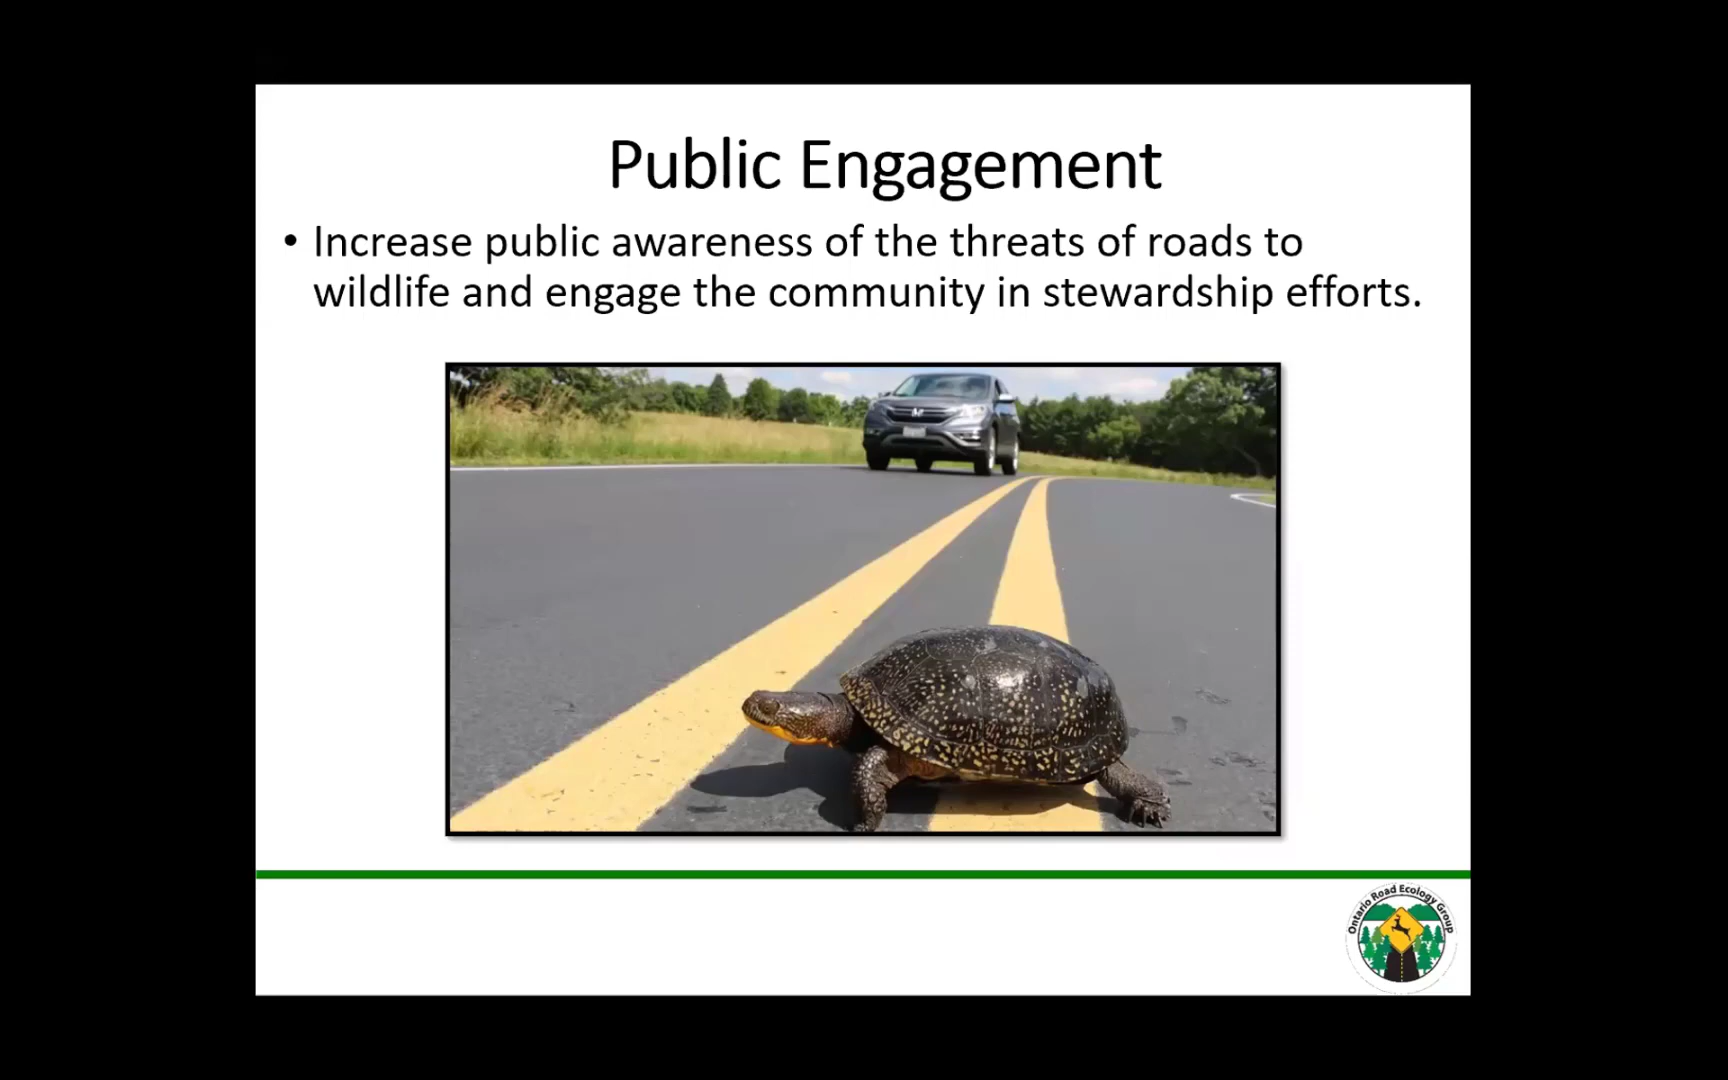 Public Engagement
• Increase public awareness of the threats of roads to
wildlife and engage the community in stewardship efforts.
Ontario Road Ecology Group